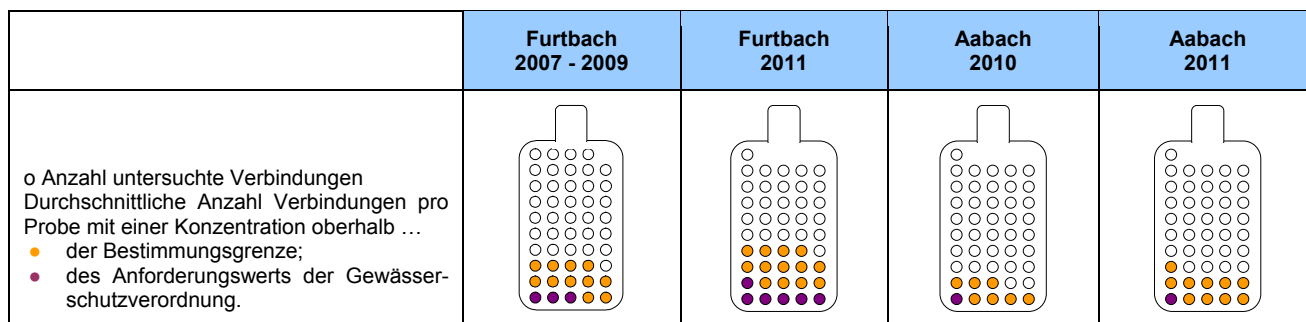 Furtbach
2007 - 2009
Furtbach
2011
Aabach
2010
Aabach
2011
o Anzahl untersuchte Verbindungen
Durchschnittliche Anzahl Verbindungen pro
Probe mit einer Konzentration oberhalb …
● der Bestimmungsgrenze;
● des Anforderungswerts der Gewässer-
schutzverordnung.